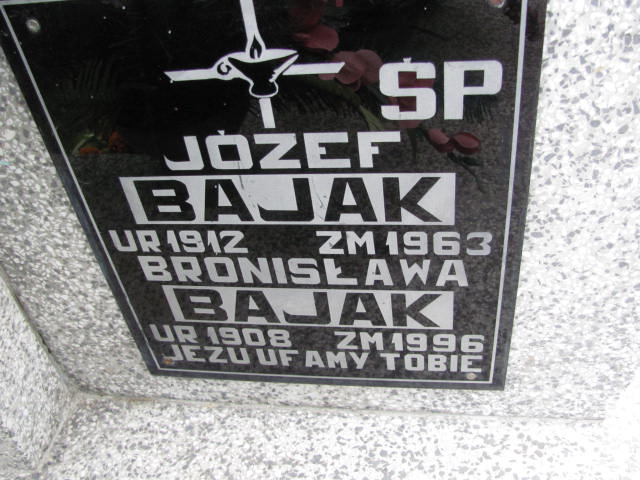 ŚP
JÓZEF
BAJAK
UR 1912 ZM 1963
BRONISŁAWA
BAJAK
UR 1908 ZM 1996
JEZU UFAMY TOBIE